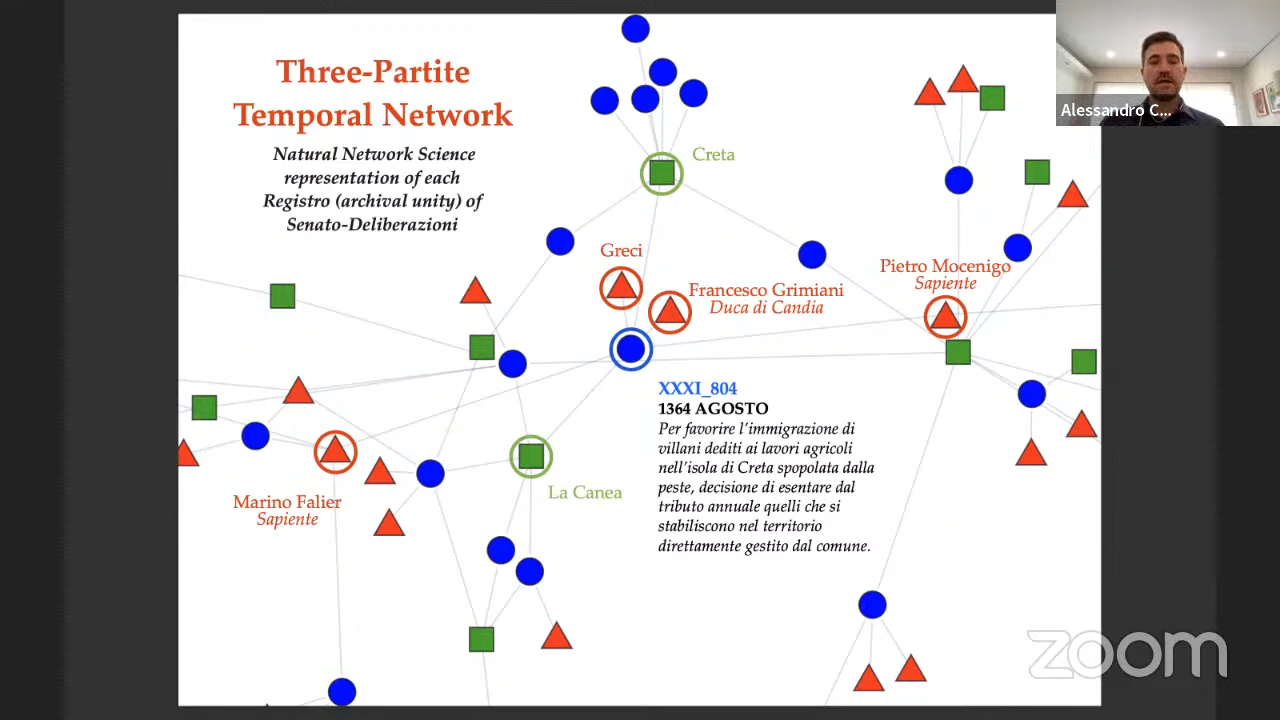 Three-Partite
Temporal Network
Natural Network Science
representation of each
Registro (archival unity) of
Senato-Deliberazioni
Alessandro C...
Creta
Greci
Francesco Grimiani
Duca di Candia
Pietro Mocenigo
Sapiente
XXXI_804
1364 AGOSTO
Per favorire l'immigrazione di
villani dediti ai lavori agricoli
nell'isola di Creta spopolata dalla
peste, decisione di esentare dal
tributo annuale quelli che si
stabiliscono nel territorio
direttamente gestito dal comune.
Marino Falier
Sapiente
La Canea
zoom